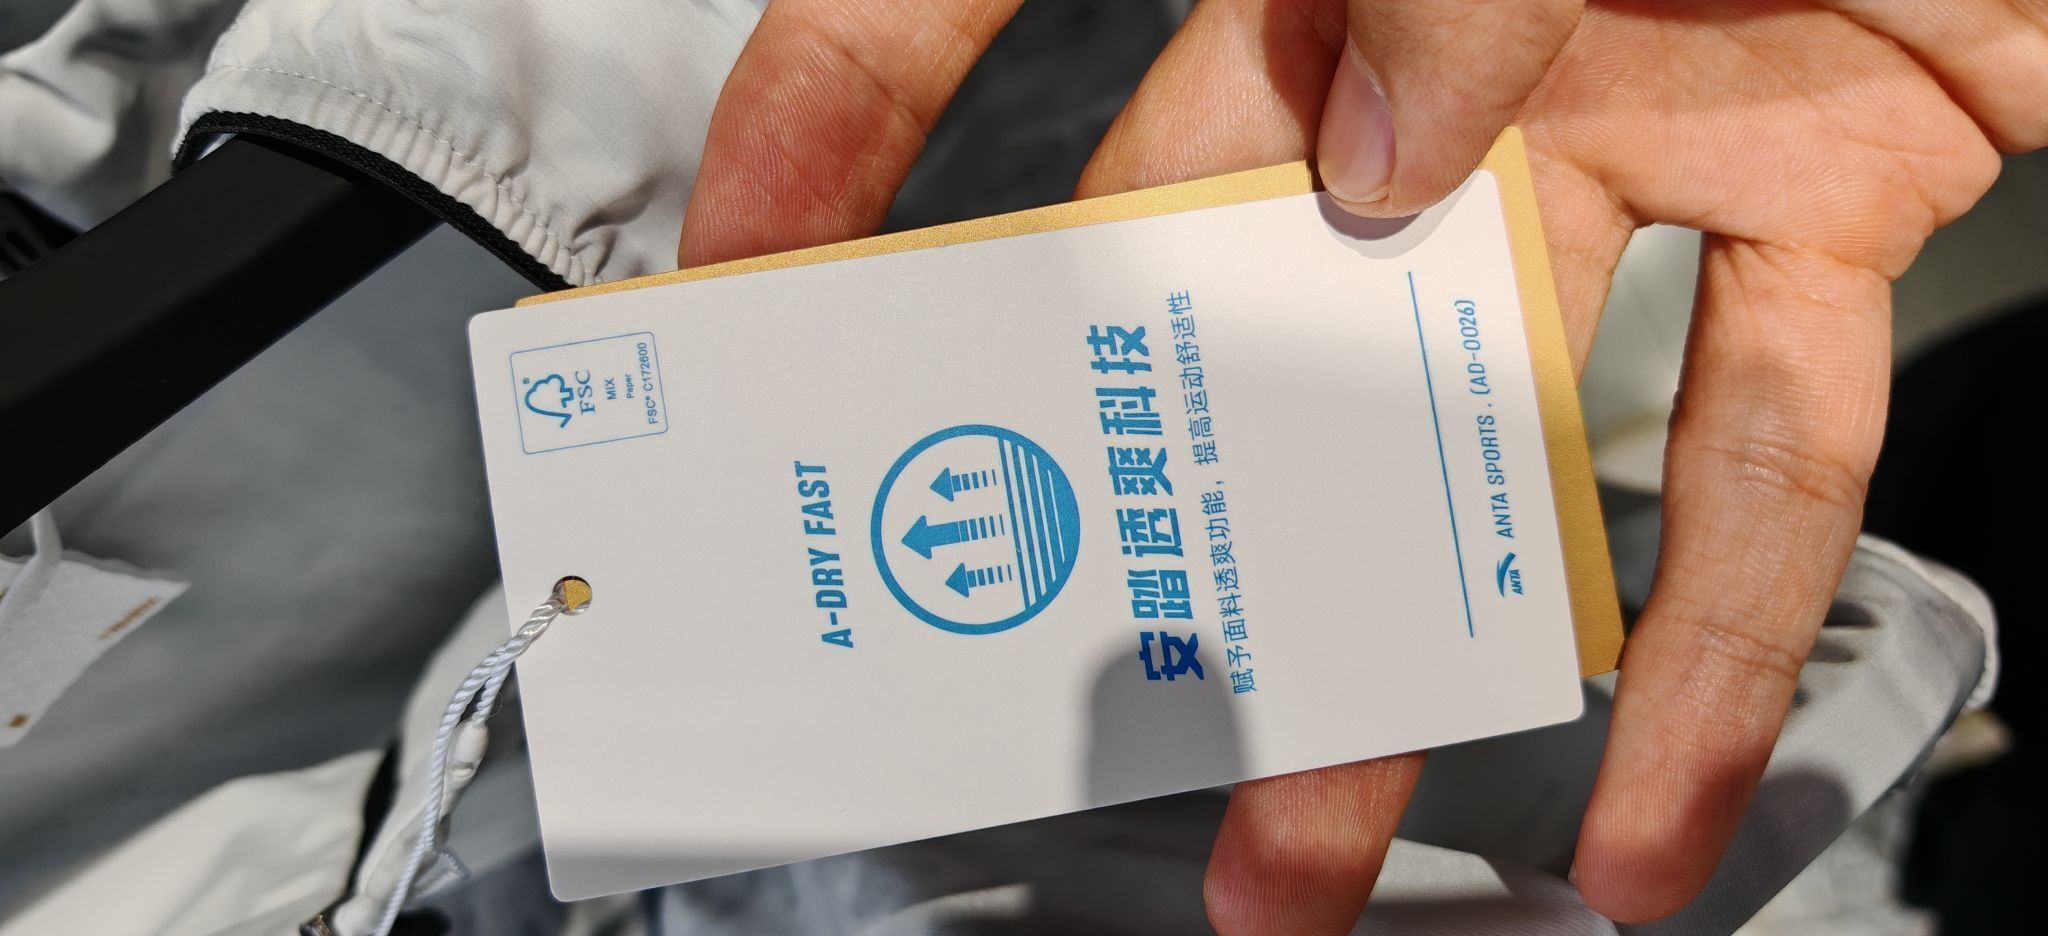 FSC®
MIX
Paper
FSC® C172600
A-DRY FAST
安踏透爽科技
赋予面料透爽功能，提高运动舒适性
ANTA ANTA SPORTS . (AD-0026)